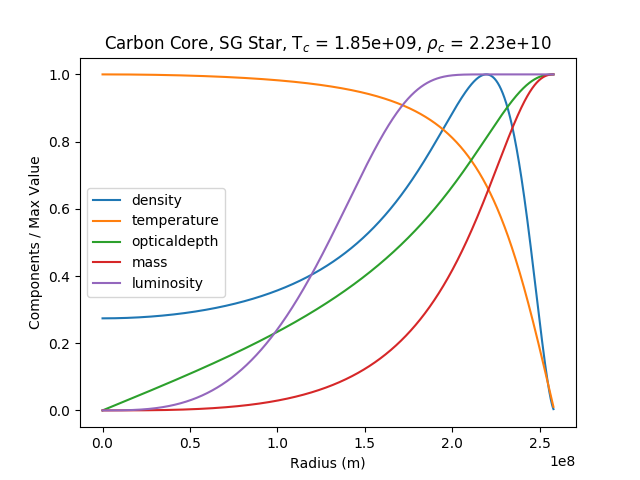 Carbon Core, SG Star, T_c = 1.85e+09, ρ_c = 2.23e+10
1.0
0.8
0.6
0.4
0.2
0.0
Components / Max Value
density
temperature
opticaldepth
mass
luminosity
0.0 0.5 1.0 1.5 2.0 2.5
1e8
Radius (m)